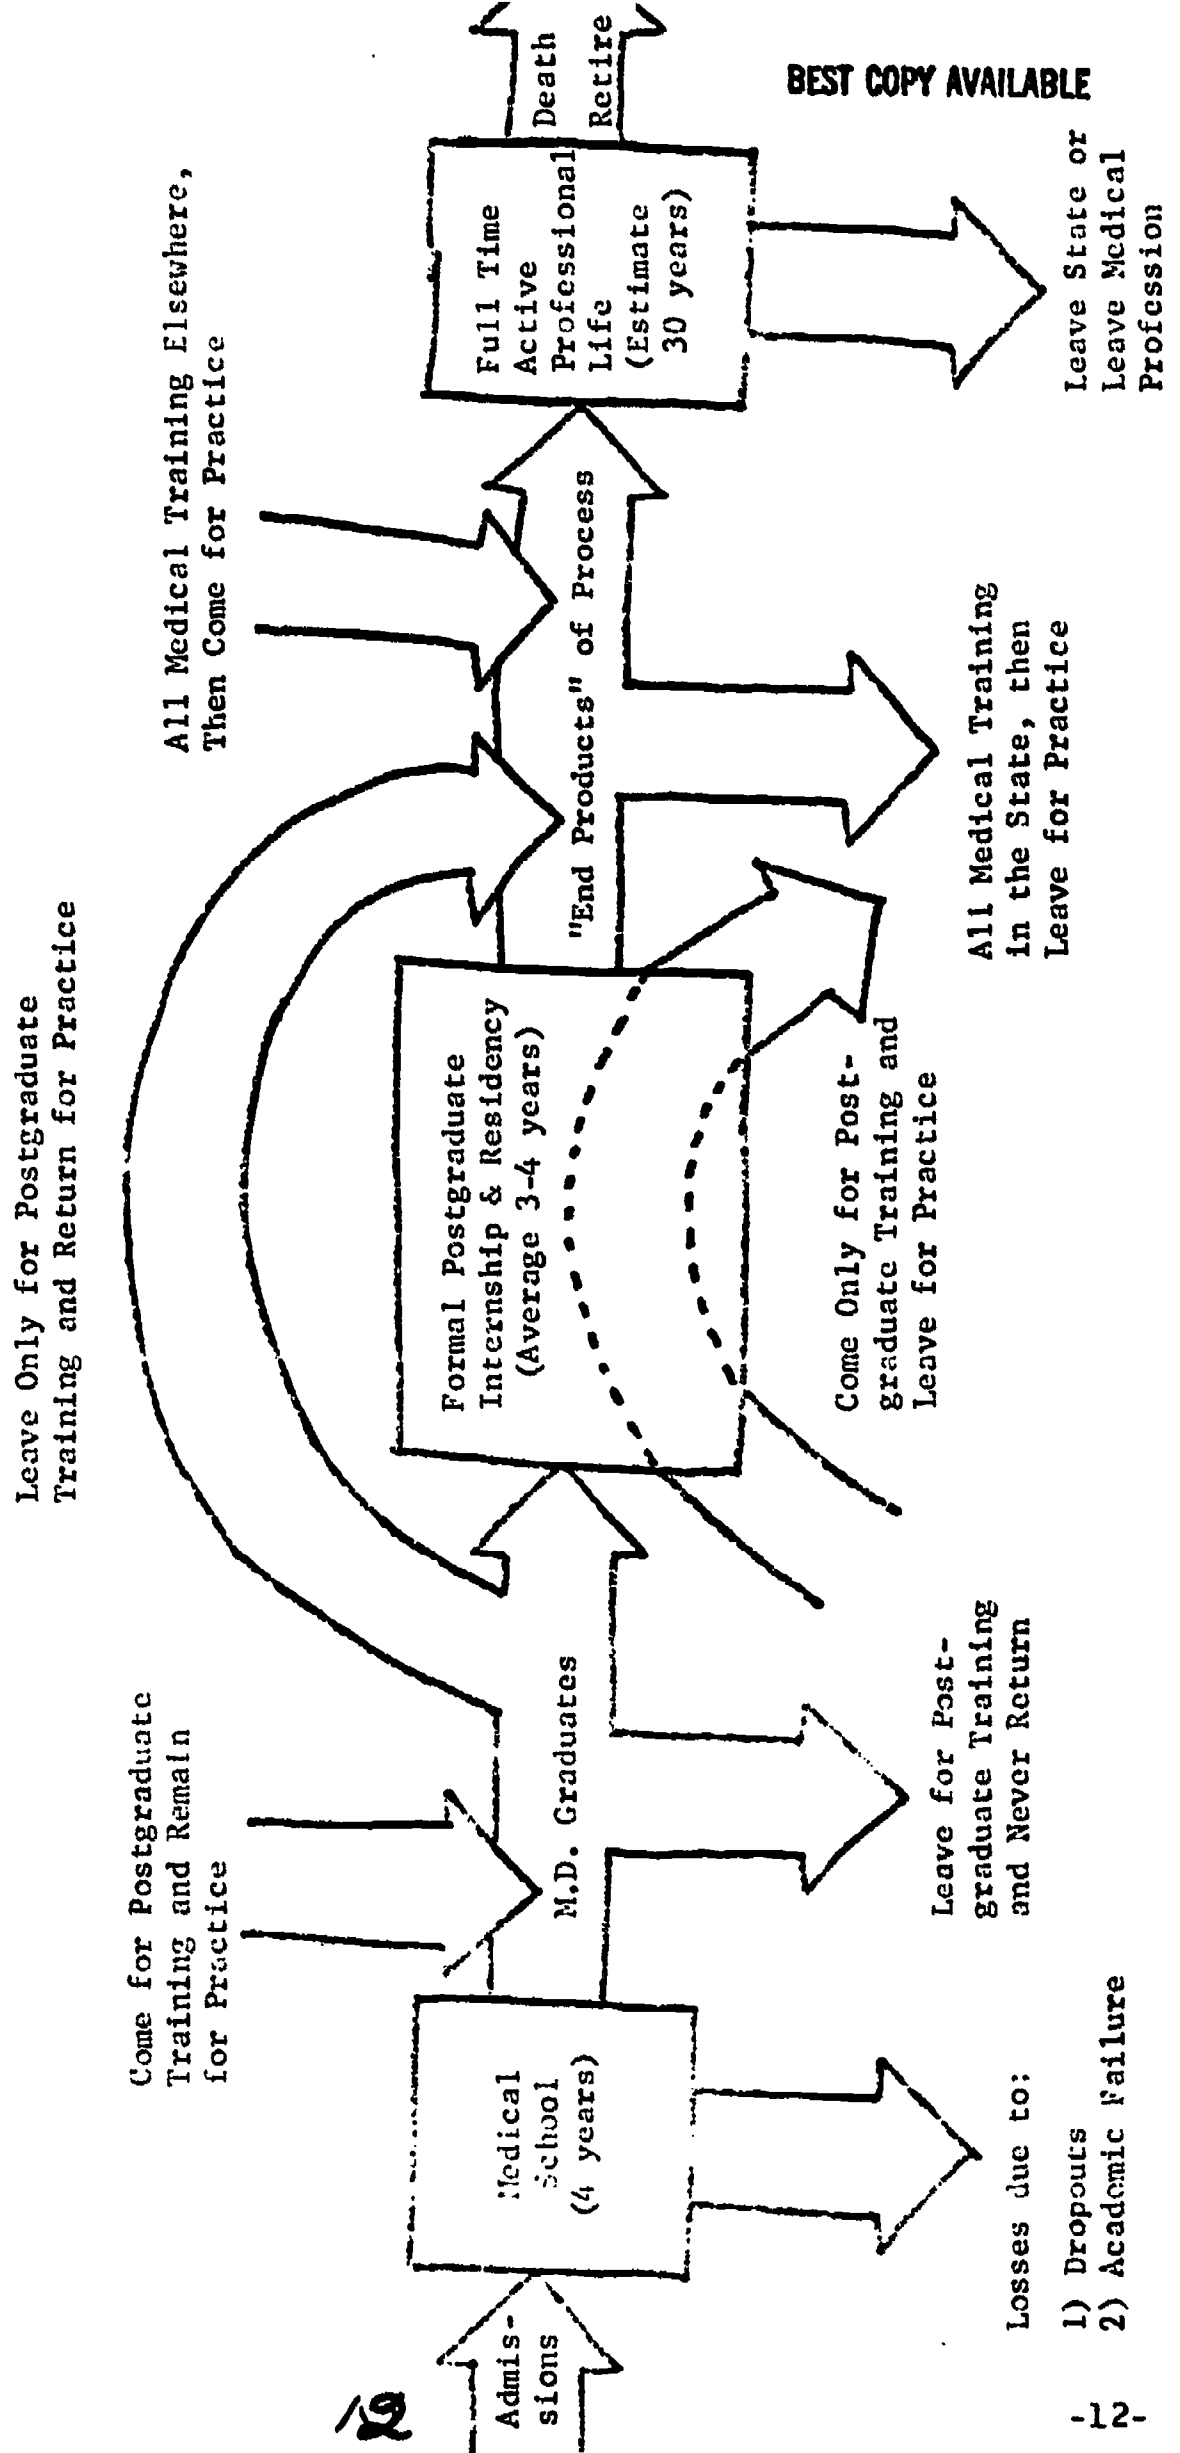 Leave Only for Postgraduate
Training and Return for Practice
Come for Postgraduate
Training and Remain
for Practice
All Medical Training Elsewhere,
Then Come for Practice
Admis-
sions
Medical
School
(4 years)
M.D. Graduates
Formal Postgraduate
Internship & Residency
(Average 3-4 years)
"End Products" of Process
Full Time
Active
Professional
Life
(Estimate
30 years)
Death
Retire
Losses due to:
1) Dropouts
2) Academic Failure
Leave for Post-
graduate Training
and Never Return
Come Only for Post-
graduate Training and
Leave for Practice
All Medical Training
in the State, then
Leave for Practice
Leave State or
Leave Medical
Profession
BEST COPY AVAILABLE
12
-12-